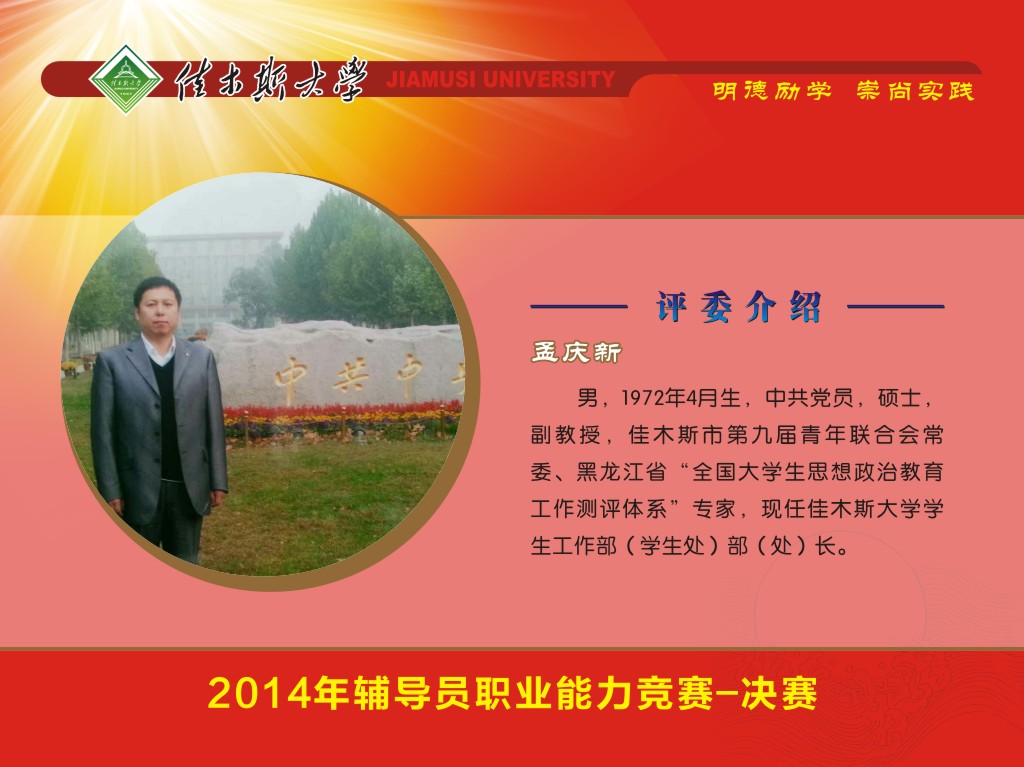 佳木斯大学 JIAMUSI UNIVERSITY
明德励学 崇尚实践
评委介绍
孟庆新
男，1972年4月生，中共党员，硕士，
副教授，佳木斯市第九届青年联合会常
委、黑龙江省“全国大学生思想政治教育
工作测评体系”专家，现任佳木斯大学学
生工作部（学生处）部（处）长。
中共中
2014年辅导员职业能力竞赛-决赛